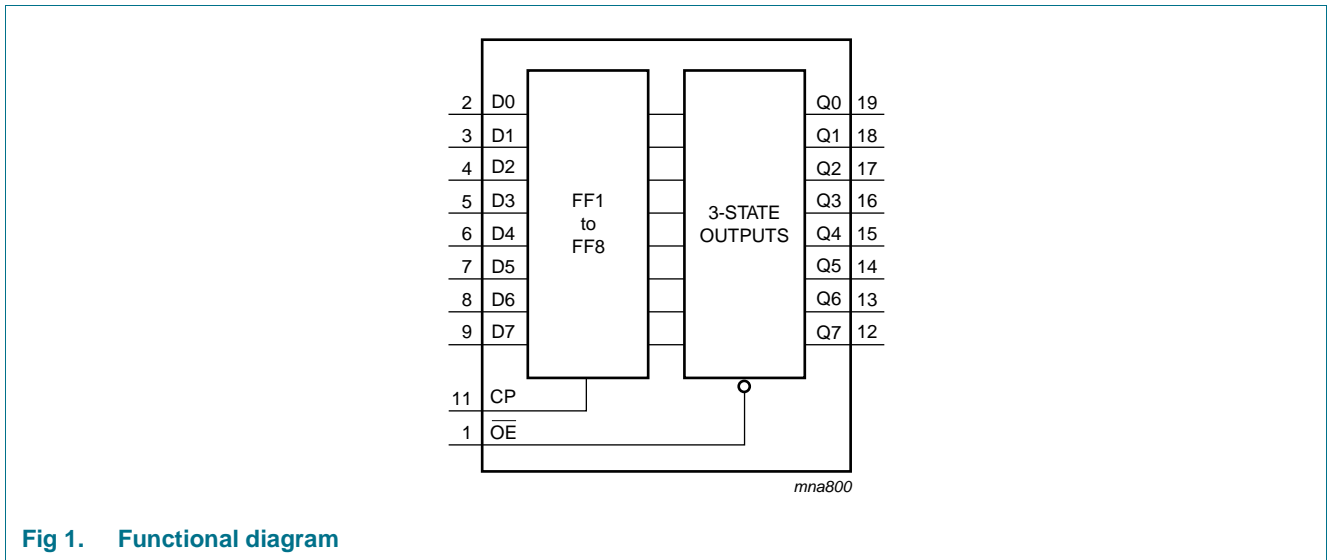 2 D0 Q0 19
3 D1 Q1 18
4 D2 Q2 17
5 D3 FF1 Q3 16
to 3-STATE
6 D4 FF8 OUTPUTS Q4 15
7 D5 Q5 14
8 D6 Q6 13
9 D7 Q7 12
11 CP
1 O̅E̅
mna800
Fig 1. Functional diagram